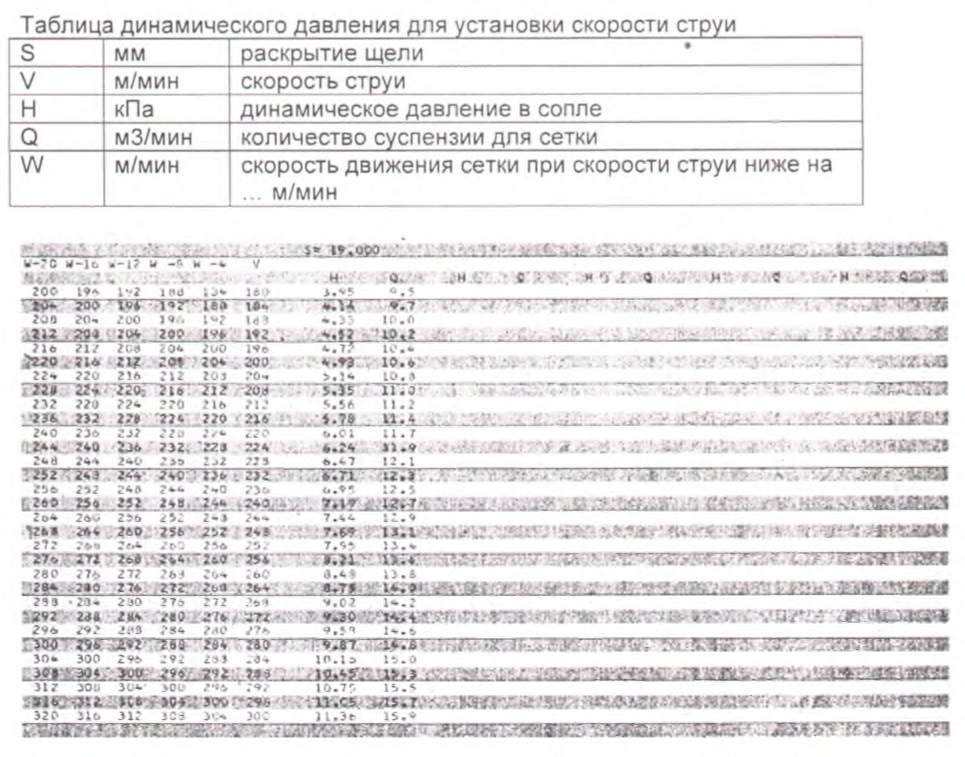 Таблица динамического давления для установки скорости струи
S мм раскрытие щели
V м/мин скорость струи
H кПа динамическое давление в сопле
Q м3/мин количество суспензии для сетки
W м/мин скорость движения сетки при скорости струи ниже на
... м/мин
S= 19.000
W-20 W-16 W-12 W -8 W -4 V
H Q H Q H Q H Q H Q
200 196 192 188 184 180 3.95 9.5
204 200 196 192 188 184 4.14 9.7
208 204 200 196 192 188 4.33 10.0
212 208 204 200 196 192 4.52 10.2
216 212 208 204 200 196 4.72 10.4
220 216 212 208 204 200 4.93 10.6
224 220 216 212 208 204 5.14 10.8
228 224 220 216 212 208 5.35 11.0
232 228 224 220 216 212 5.56 11.2
236 232 228 224 220 216 5.78 11.4
240 236 232 228 224 220 6.01 11.7
244 240 236 232 228 224 6.24 11.9
248 244 240 236 232 228 6.47 12.1
252 248 244 240 236 232 6.71 12.3
256 252 248 244 240 236 6.95 12.5
260 256 252 248 244 240 7.19 12.7
264 260 256 252 248 244 7.44 12.9
268 264 260 256 252 248 7.69 13.1
272 268 264 260 256 252 7.95 13.4
276 272 268 264 260 256 8.21 13.6
280 276 272 268 264 260 8.48 13.8
284 280 276 272 268 264 8.75 14.0
288 284 280 276 272 268 9.02 14.2
292 288 284 280 276 272 9.30 14.4
296 292 288 284 280 276 9.59 14.6
300 296 292 288 284 280 9.87 14.8
304 300 296 292 288 284 10.15 15.0
308 304 300 296 292 288 10.45 15.3
312 308 304 300 296 292 10.75 15.5
316 312 308 304 300 296 11.05 15.7
320 316 312 308 304 300 11.36 15.9